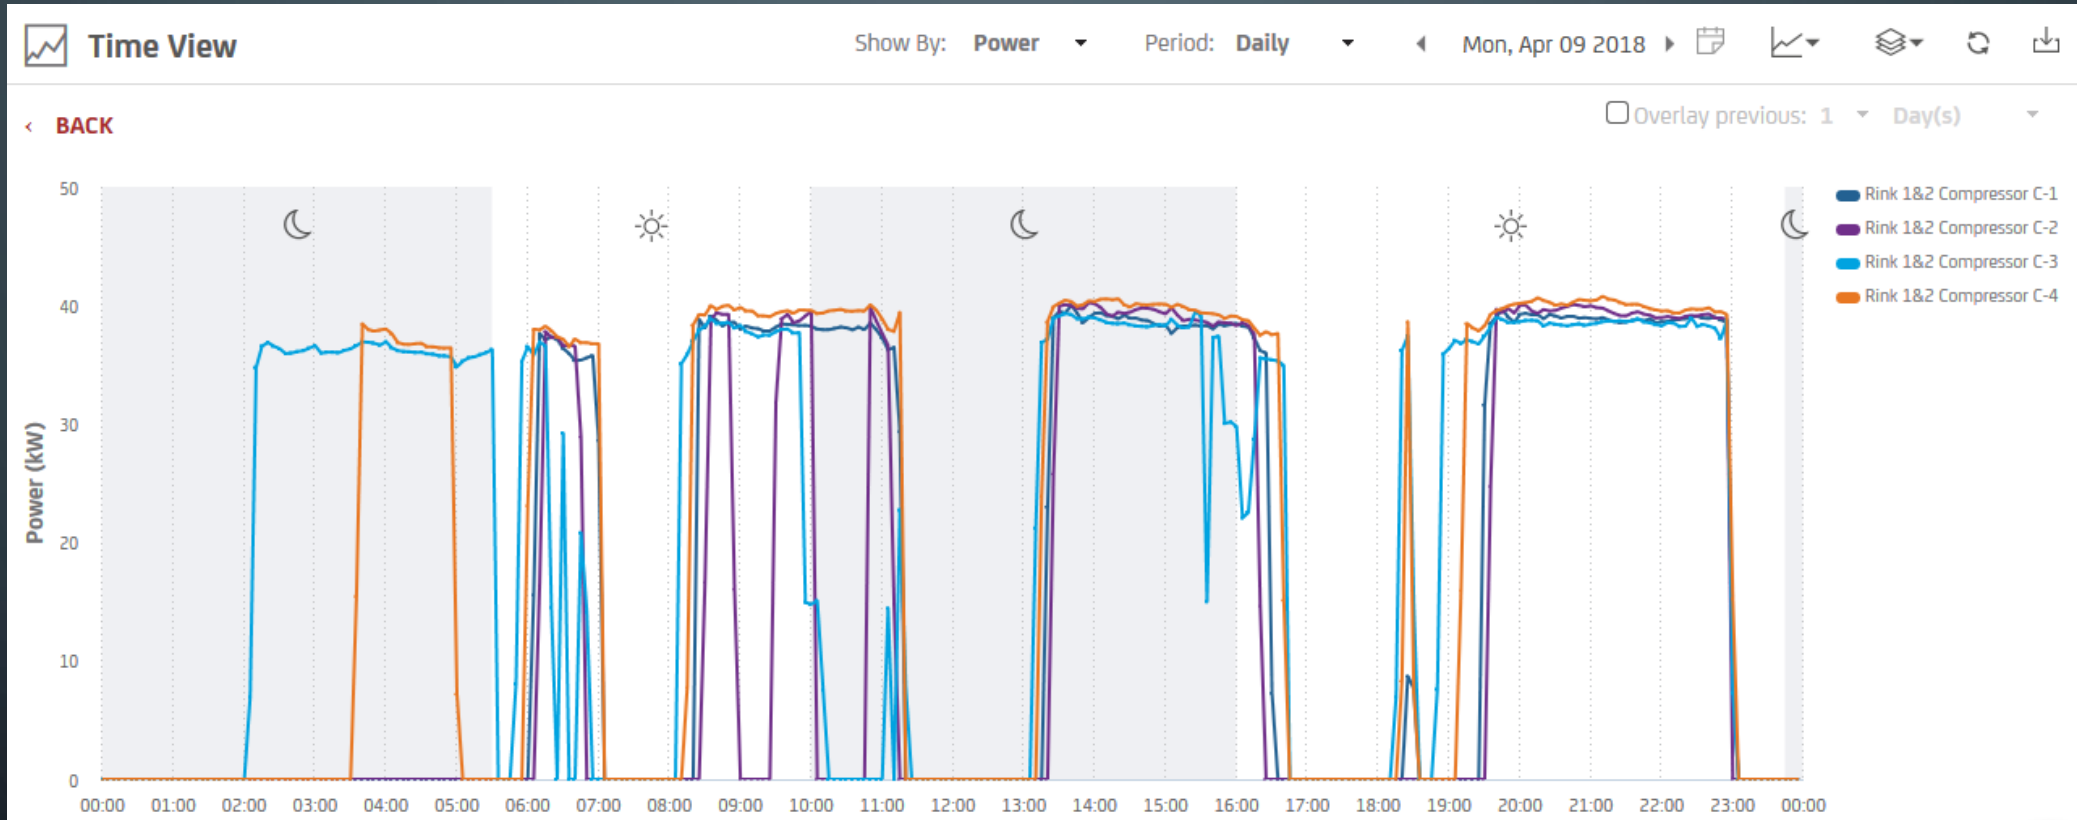 Time View
Show By: Power
Period: Daily
Mon, Apr 09 2018
‹ BACK
Overlay previous: 1 Day(s)
Rink 1&2 Compressor C-1
Rink 1&2 Compressor C-2
Rink 1&2 Compressor C-3
Rink 1&2 Compressor C-4
Power (kW)
50
40
30
20
10
0
00:00 01:00 02:00 03:00 04:00 05:00 06:00 07:00 08:00 09:00 10:00 11:00 12:00 13:00 14:00 15:00 16:00 17:00 18:00 19:00 20:00 21:00 22:00 23:00 00:00